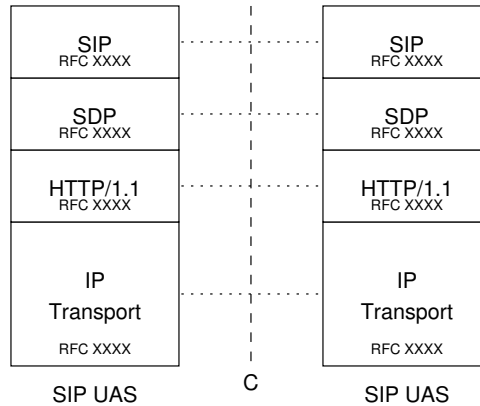 SIP
RFC XXXX
SDP
RFC XXXX
HTTP/1.1
RFC XXXX
IP
Transport
RFC XXXX
SIP UAS
C
SIP
RFC XXXX
SDP
RFC XXXX
HTTP/1.1
RFC XXXX
IP
Transport
RFC XXXX
SIP UAS